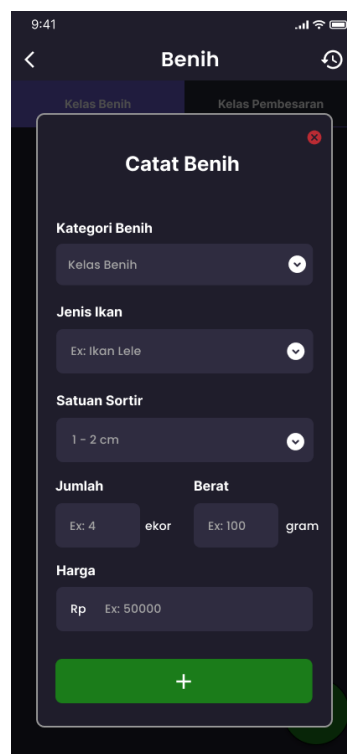 9:41
Benih
Kelas Benih Kelas Pembesaran
Catat Benih
Kategori Benih
Kelas Benih
Jenis Ikan
Ex: Ikan Lele
Satuan Sortir
1 - 2 cm
Jumlah Berat
Ex: 4 ekor Ex: 100 gram
Harga
Rp Ex: 50000
+